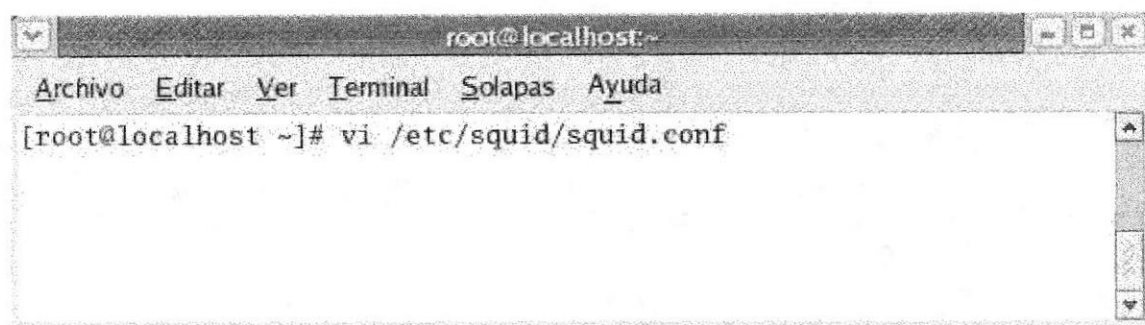 root@localhost:~
Archivo Editar Ver Terminal Solapas Ayuda
[root@localhost ~]# vi /etc/squid/squid.conf